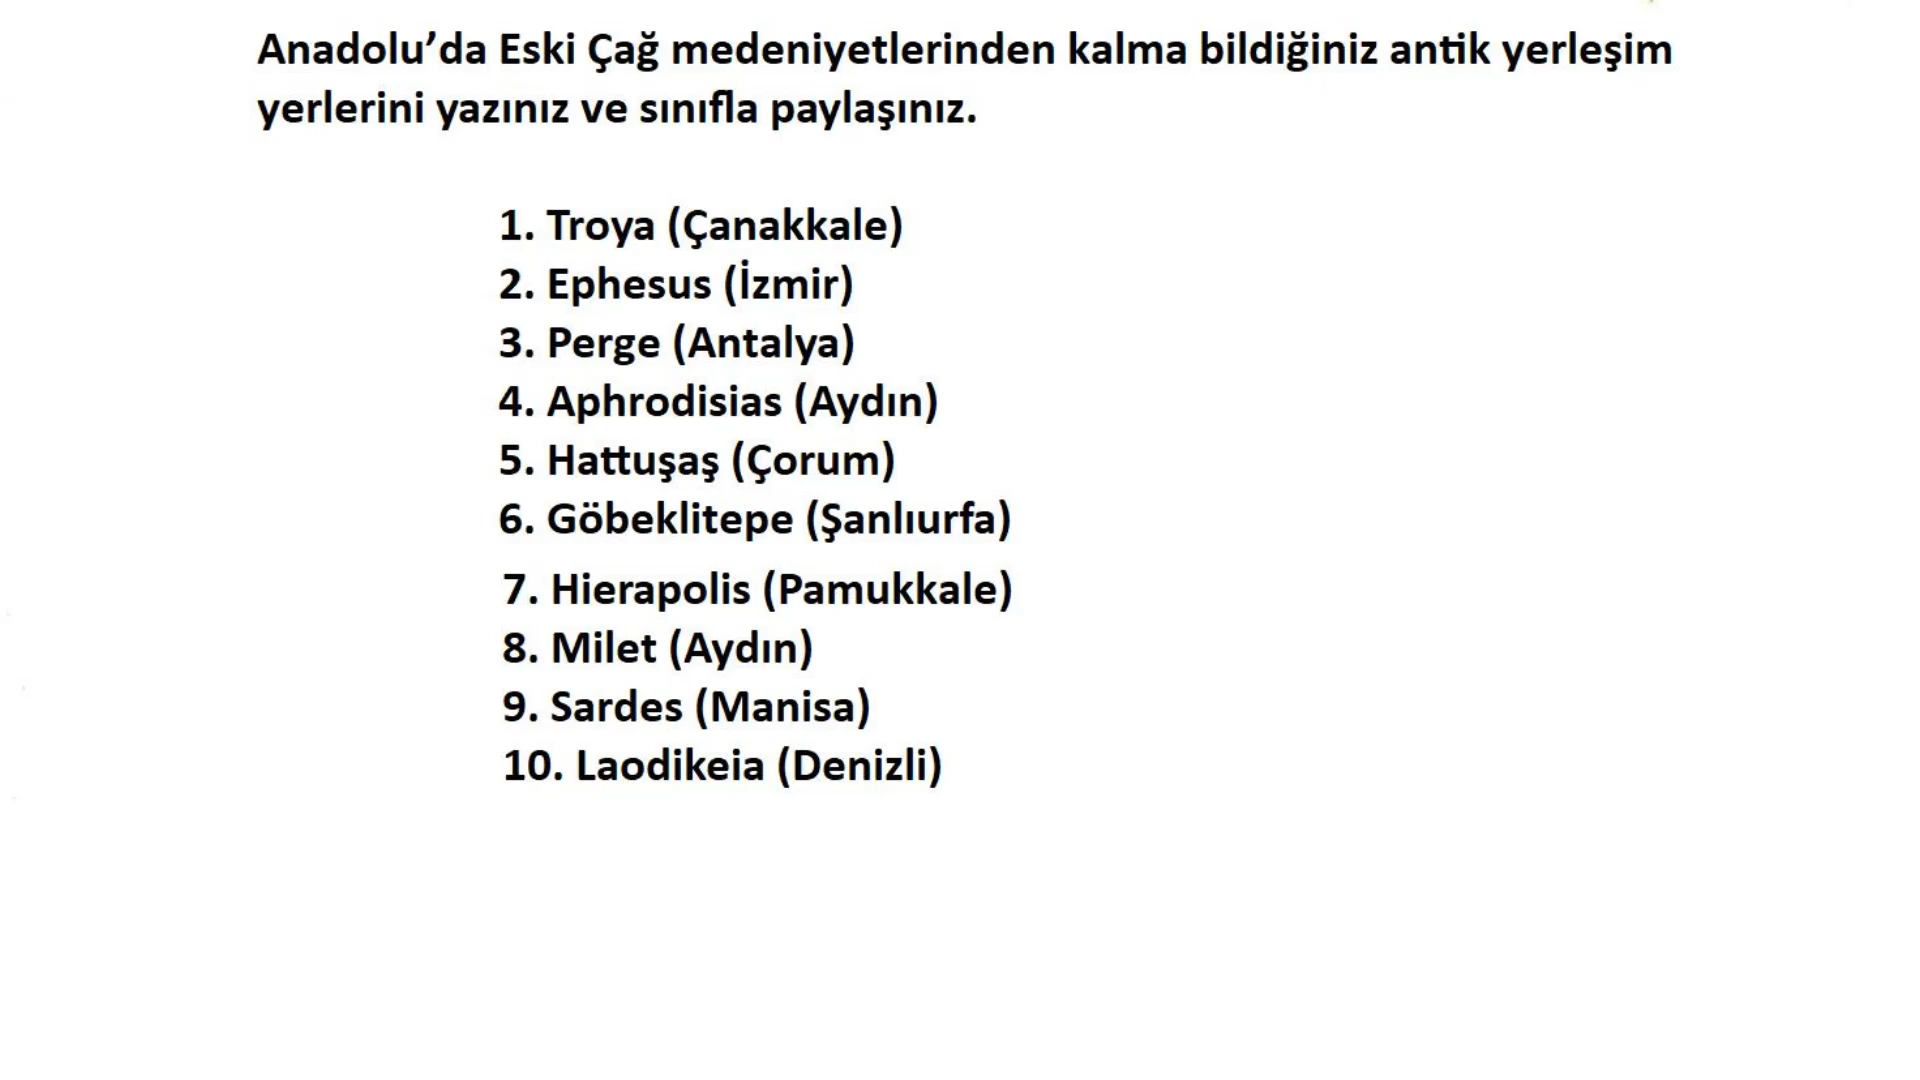 Anadolu’da Eski Çağ medeniyetlerinden kalma bildiğiniz antik yerleşim
yerlerini yazınız ve sınıfla paylaşınız.
1. Troya (Çanakkale)
2. Ephesus (İzmir)
3. Perge (Antalya)
4. Aphrodisias (Aydın)
5. Hattuşaş (Çorum)
6. Göbeklitepe (Şanlıurfa)
7. Hierapolis (Pamukkale)
8. Milet (Aydın)
9. Sardes (Manisa)
10. Laodikeia (Denizli)